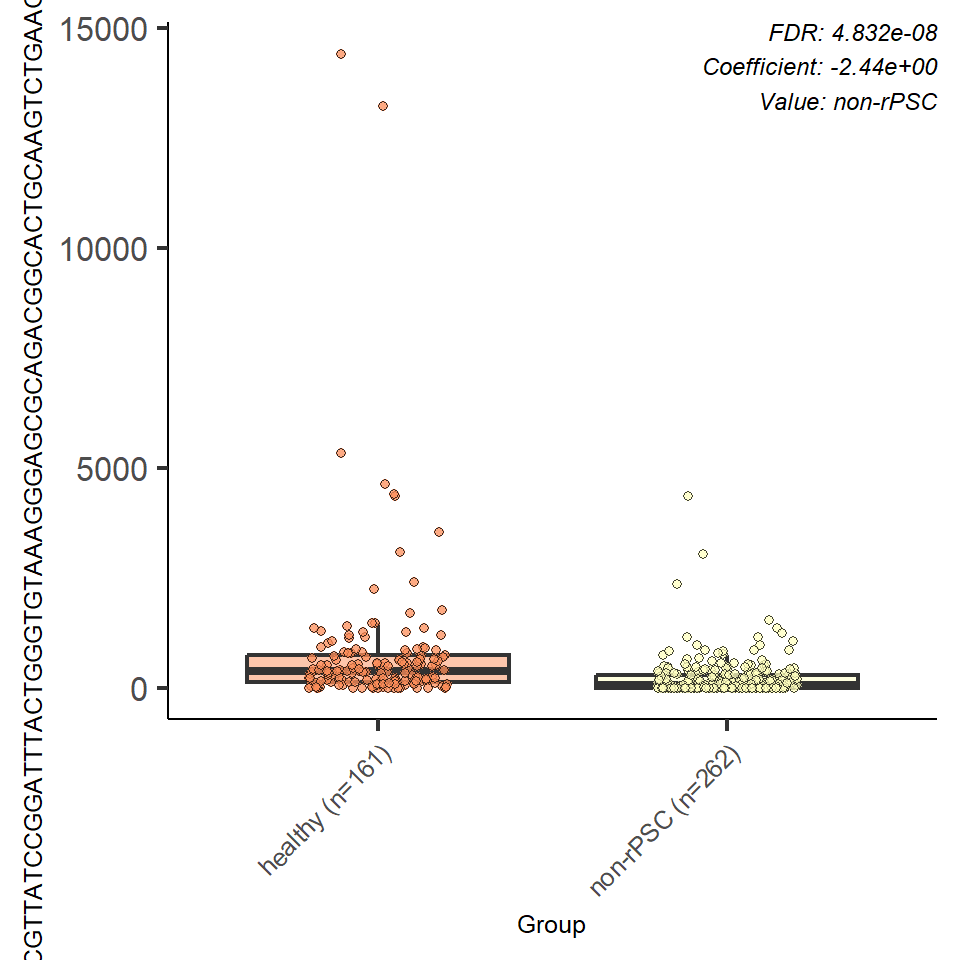 CGTTATCCGGATTTACTGGGTGTAAAGGGAGCGCAGACGGCACTGCAAGTCTGAAG
15000
10000
5000
0
FDR: 4.832e-08
Coefficient: -2.44e+00
Value: non-rPSC
healthy (n=161)
non-rPSC (n=262)
Group